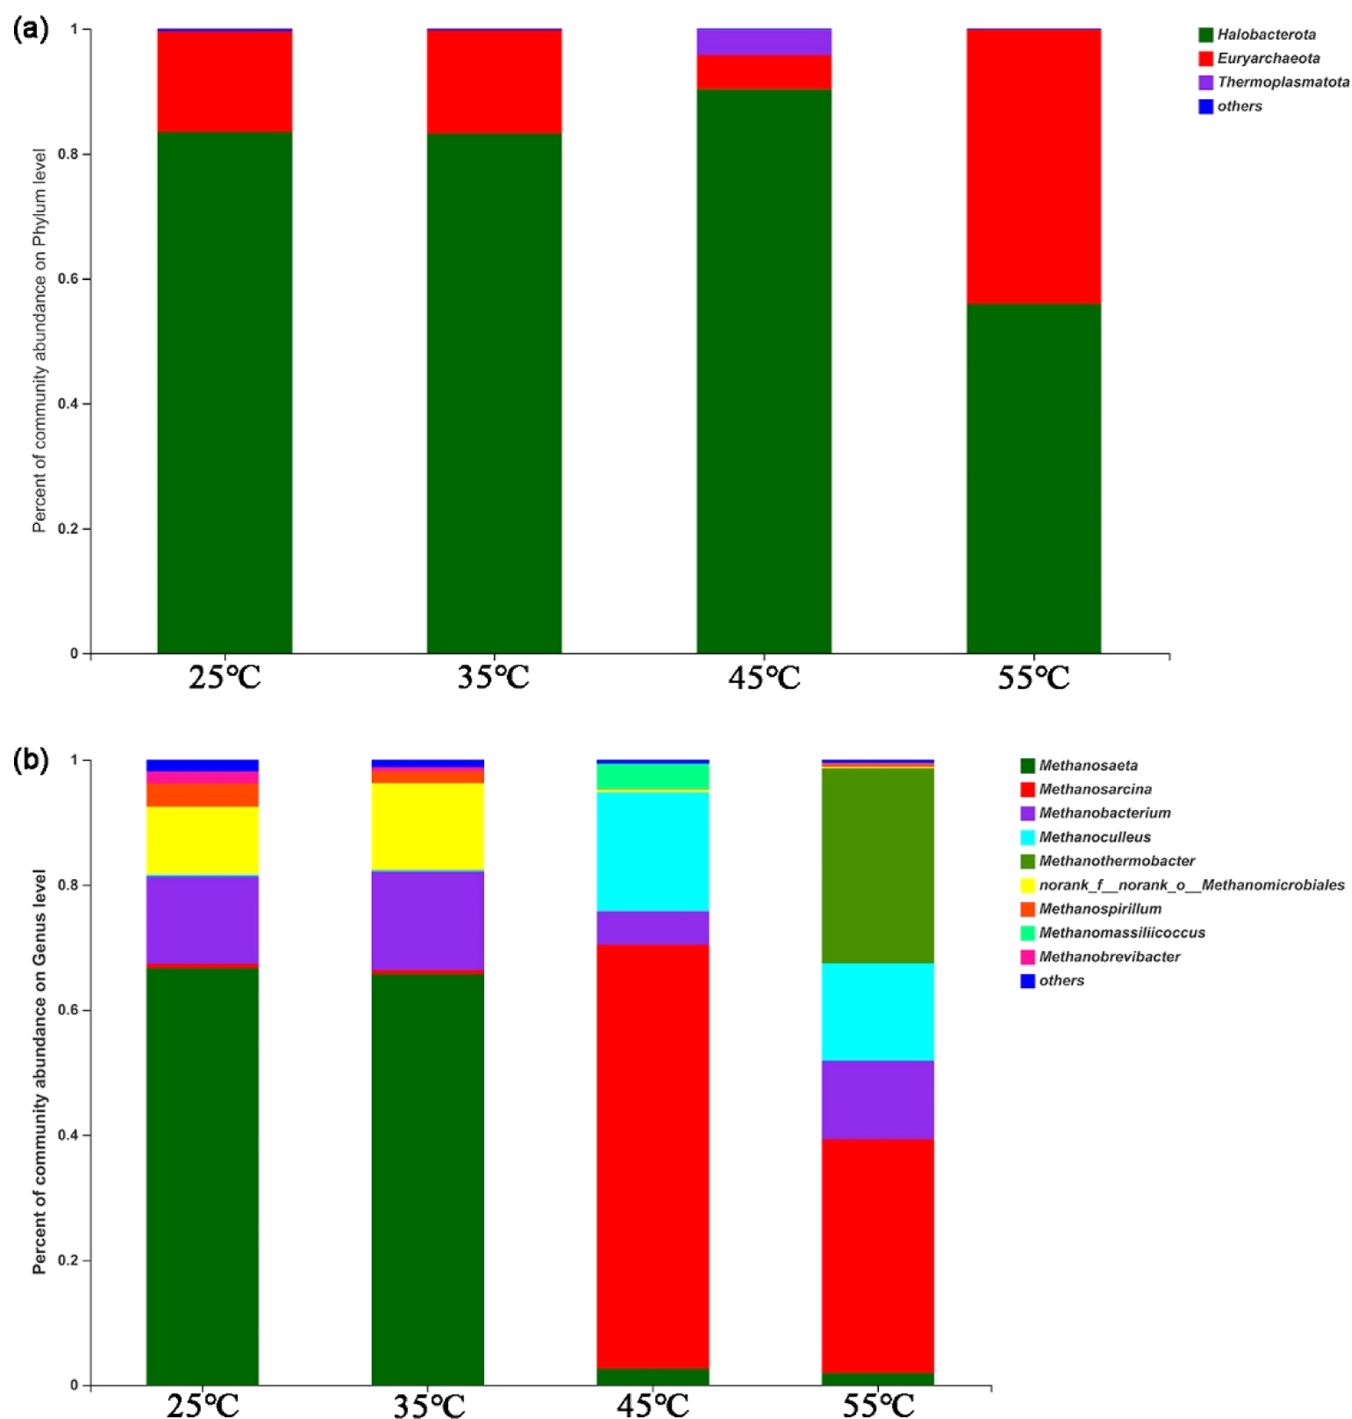 (a)
Percent of community abundance on Phylum level
1
0.8
0.6
0.4
0.2
0
25℃
35℃
45℃
55℃
Halobacterota
Euryarchaeota
Thermoplasmatota
others
(b)
Percent of community abundance on Genus level
1
0.8
0.6
0.4
0.2
0
25℃
35℃
45℃
55℃
Methanosaeta
Methanosarcina
Methanobacterium
Methanoculleus
Methanothermobacter
norank_f__norank_o__Methanomicrobiales
Methanospirillum
Methanomassiliicoccus
Methanobrevibacter
others